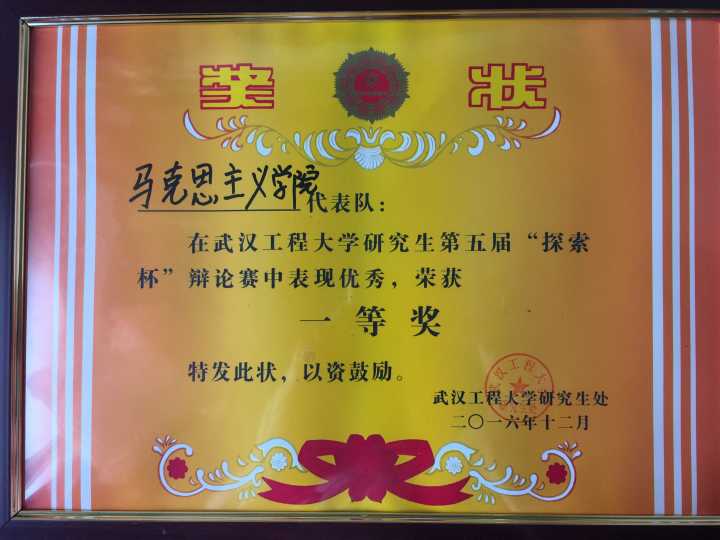 奖状
马克思主义学院代表队：
在武汉工程大学研究生第五届“探索
杯”辩论赛中表现优秀，荣获
一等奖
特发此状，以资鼓励。
武汉工程大学研究生处
二〇一六年十二月